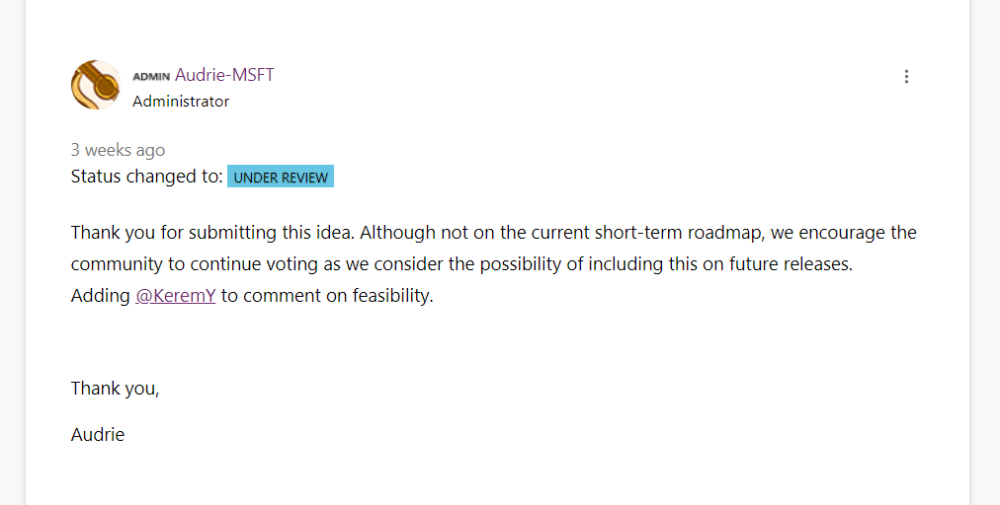 ADMIN Audrie-MSFT
Administrator
3 weeks ago
Status changed to: UNDER REVIEW
Thank you for submitting this idea. Although not on the current short-term roadmap, we encourage the
community to continue voting as we consider the possibility of including this on future releases.
Adding @KeremY to comment on feasibility.
Thank you,
Audrie